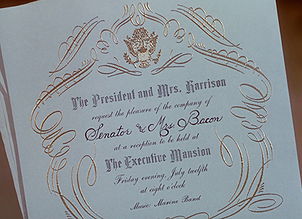 The President and Mrs. Harrison
request the pleasure of the company of
Senator & Mrs. Bacon
at a reception to be held at
The Executive Mansion
Friday evening, July twelfth
at eight o'clock
Music: Marine Band